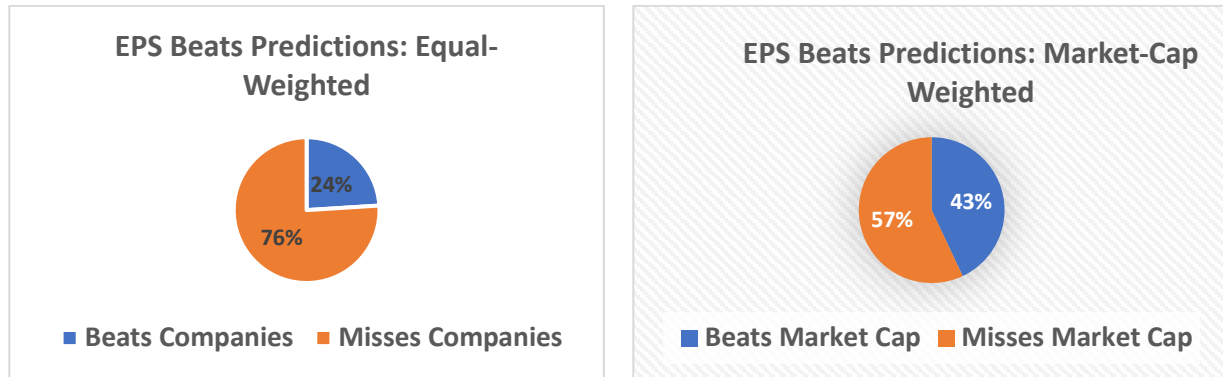 EPS Beats Predictions: Equal-
Weighted
24%
76%
Beats Companies Misses Companies
EPS Beats Predictions: Market-Cap
Weighted
43%
57%
Beats Market Cap Misses Market Cap